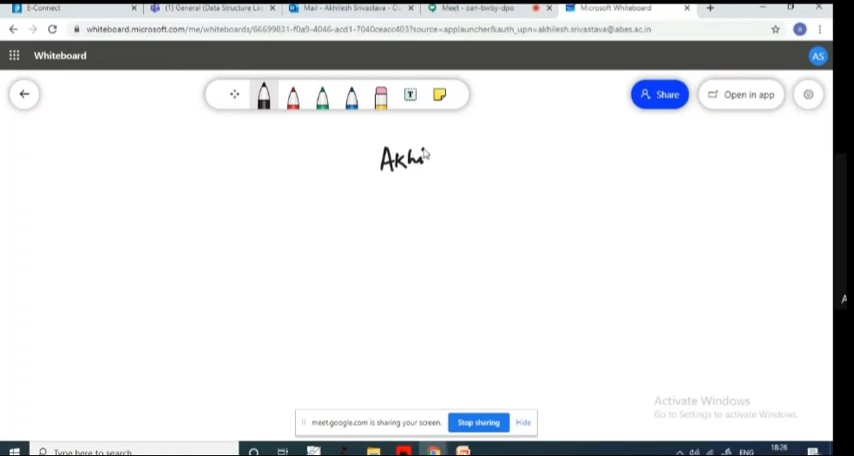 E-Connect
(1) General (Data Structure La
Mail - Akhilesh Srivastava - O
Meet - oan-bwby-dpo
Microsoft Whiteboard
whiteboard.microsoft.com/me/whiteboards/66699831-f0a9-4046-acd1-7040ceaco403?source=applauncher&auth_upn=akhilesh.srivastava@abes.ac.in
Whiteboard
AS
T
Share
Open in app
Akhi
Activate Windows
Go to Settings to activate Windows.
meet.google.com is sharing your screen.
Stop sharing
Hide
A
Type here to search
ENG
18:26